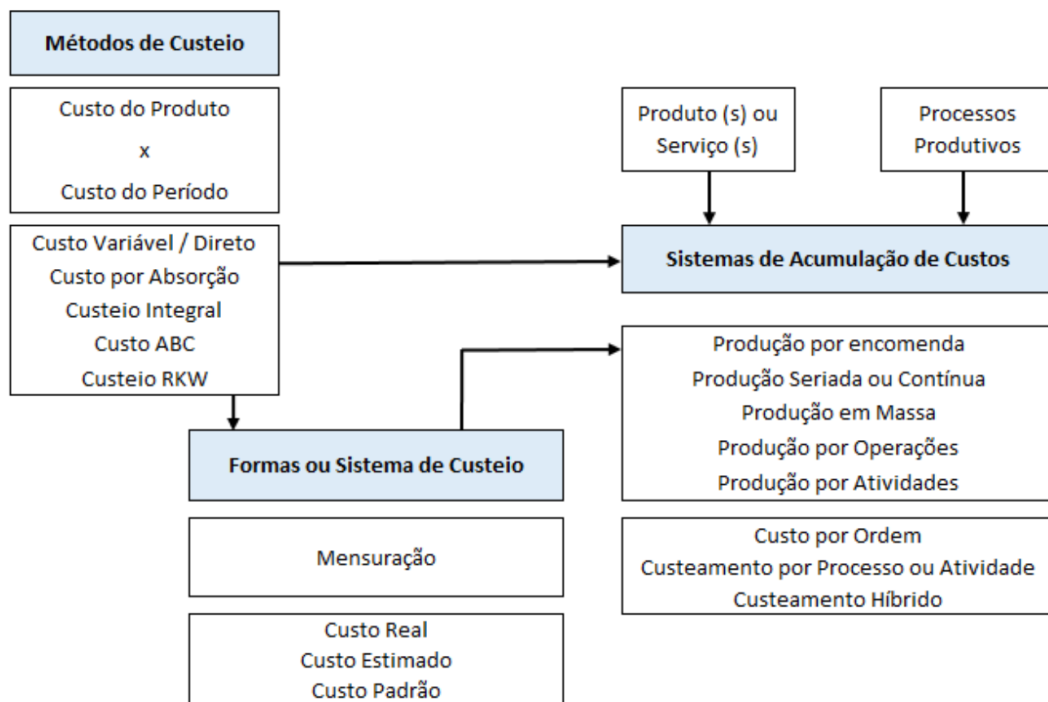 Métodos de Custeio
Custo do Produto
x
Custo do Período
Custo Variável / Direto
Custo por Absorção
Custeio Integral
Custo ABC
Custeio RKW
Formas ou Sistema de Custeio
Mensuração
Custo Real
Custo Estimado
Custo Padrão
Produto (s) ou
Serviço (s)
Processos
Produtivos
Sistemas de Acumulação de Custos
Produção por encomenda
Produção Seriada ou Contínua
Produção em Massa
Produção por Operações
Produção por Atividades
Custo por Ordem
Custeamento por Processo ou Atividade
Custeamento Híbrido